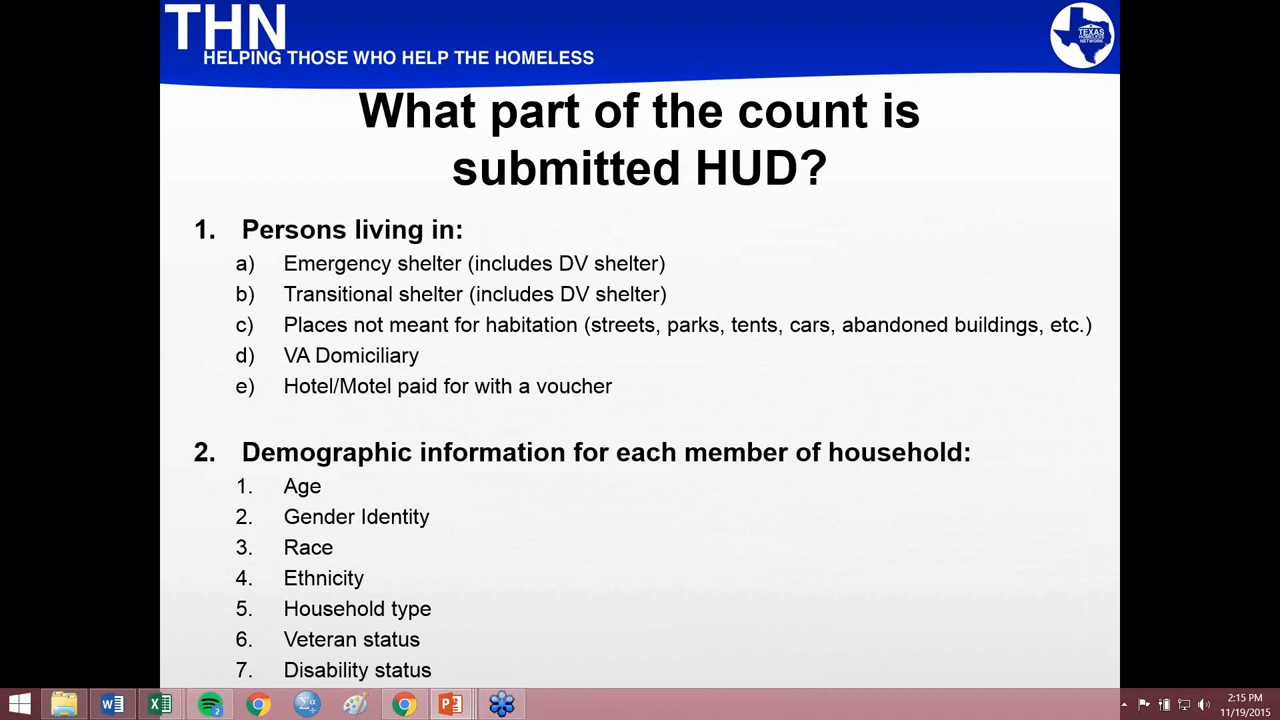 THN
HELPING THOSE WHO HELP THE HOMELESS
TEXAS
HOMELESS
NETWORK
What part of the count is
submitted HUD?
1. Persons living in:
a) Emergency shelter (includes DV shelter)
b) Transitional shelter (includes DV shelter)
c) Places not meant for habitation (streets, parks, tents, cars, abandoned buildings, etc.)
d) VA Domiciliary
e) Hotel/Motel paid for with a voucher
2. Demographic information for each member of household:
1. Age
2. Gender Identity
3. Race
4. Ethnicity
5. Household type
6. Veteran status
7. Disability status
2:15 PM
11/19/2015